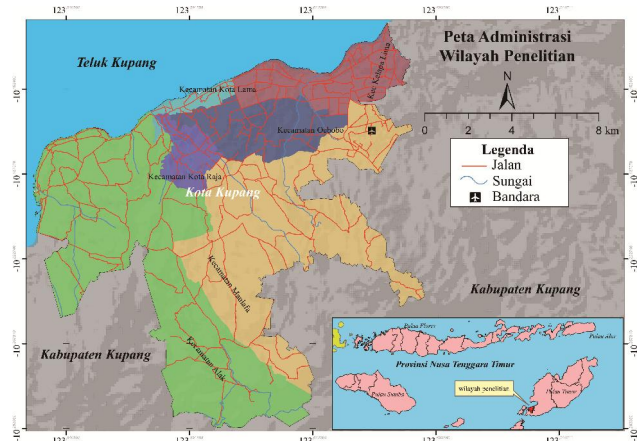 Peta Administrasi
Wilayah Penelitian
N
0 2 4 8 km
Legenda
Jalan
Sungai
Bandara
Teluk Kupang
Kecamatan Kota Lama
Kec Kelapa Lima
Kecamatan Oebobo
Kecamatan Kota Raja
Kota Kupang
Kecamatan Maulafa
Kecamatan Alak
Kabupaten Kupang
Kabupaten Kupang
Pulau Flores
Pulau Alor
Provinsi Nusa Tenggara Timur
Pulau Sumba
wilayah penelitian
Pulau Timor